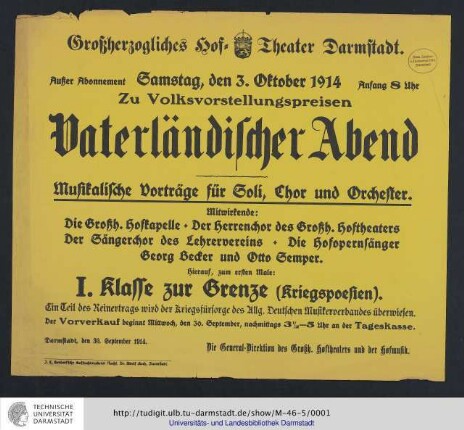 Großherzogliches Hof-Theater Darmstadt.
Außer Abonnement Samstag, den 3. Oktober 1914 Anfang 8 Uhr
Zu Volksvorstellungspreisen
Vaterländischer Abend
Musikalische Vorträge für Soli, Chor und Orchester.
Mitwirkende:
Die Großh. Hofkapelle · Der Herrenchor des Großh. Hoftheaters
Der Sängerchor des Lehrervereins · Die Hofopernsänger
Georg Becker und Otto Semper.
Hierauf, zum ersten Male:
I. Klasse zur Grenze (Kriegspoesien).
Ein Teil des Reinertrags wird der Kriegsfürsorge des Allg. Deutschen Musikerverbandes überwiesen.
Der Vorverkauf beginnt Mittwoch, den 30. September, nachmittags Uhr an der Tageskasse.
Darmstadt, den 30. September 1914.
Die General-Direktion des Großh. Hoftheaters und der Hofmusik.
TECHNISCHE
UNIVERSITÄT
DARMSTADT
http://tudigit.ulb.tu-darmstadt.de/show/M-46-5/0001
Universitäts- und Landesbibliothek Darmstadt